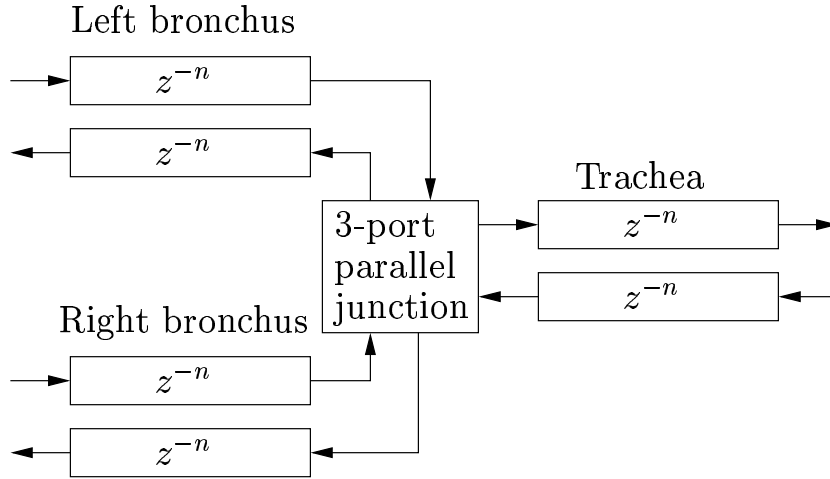 Left bronchus
z⁻ⁿ
z⁻ⁿ
Trachea
3-port
parallel
junction
z⁻ⁿ
z⁻ⁿ
Right bronchus
z⁻ⁿ
z⁻ⁿ